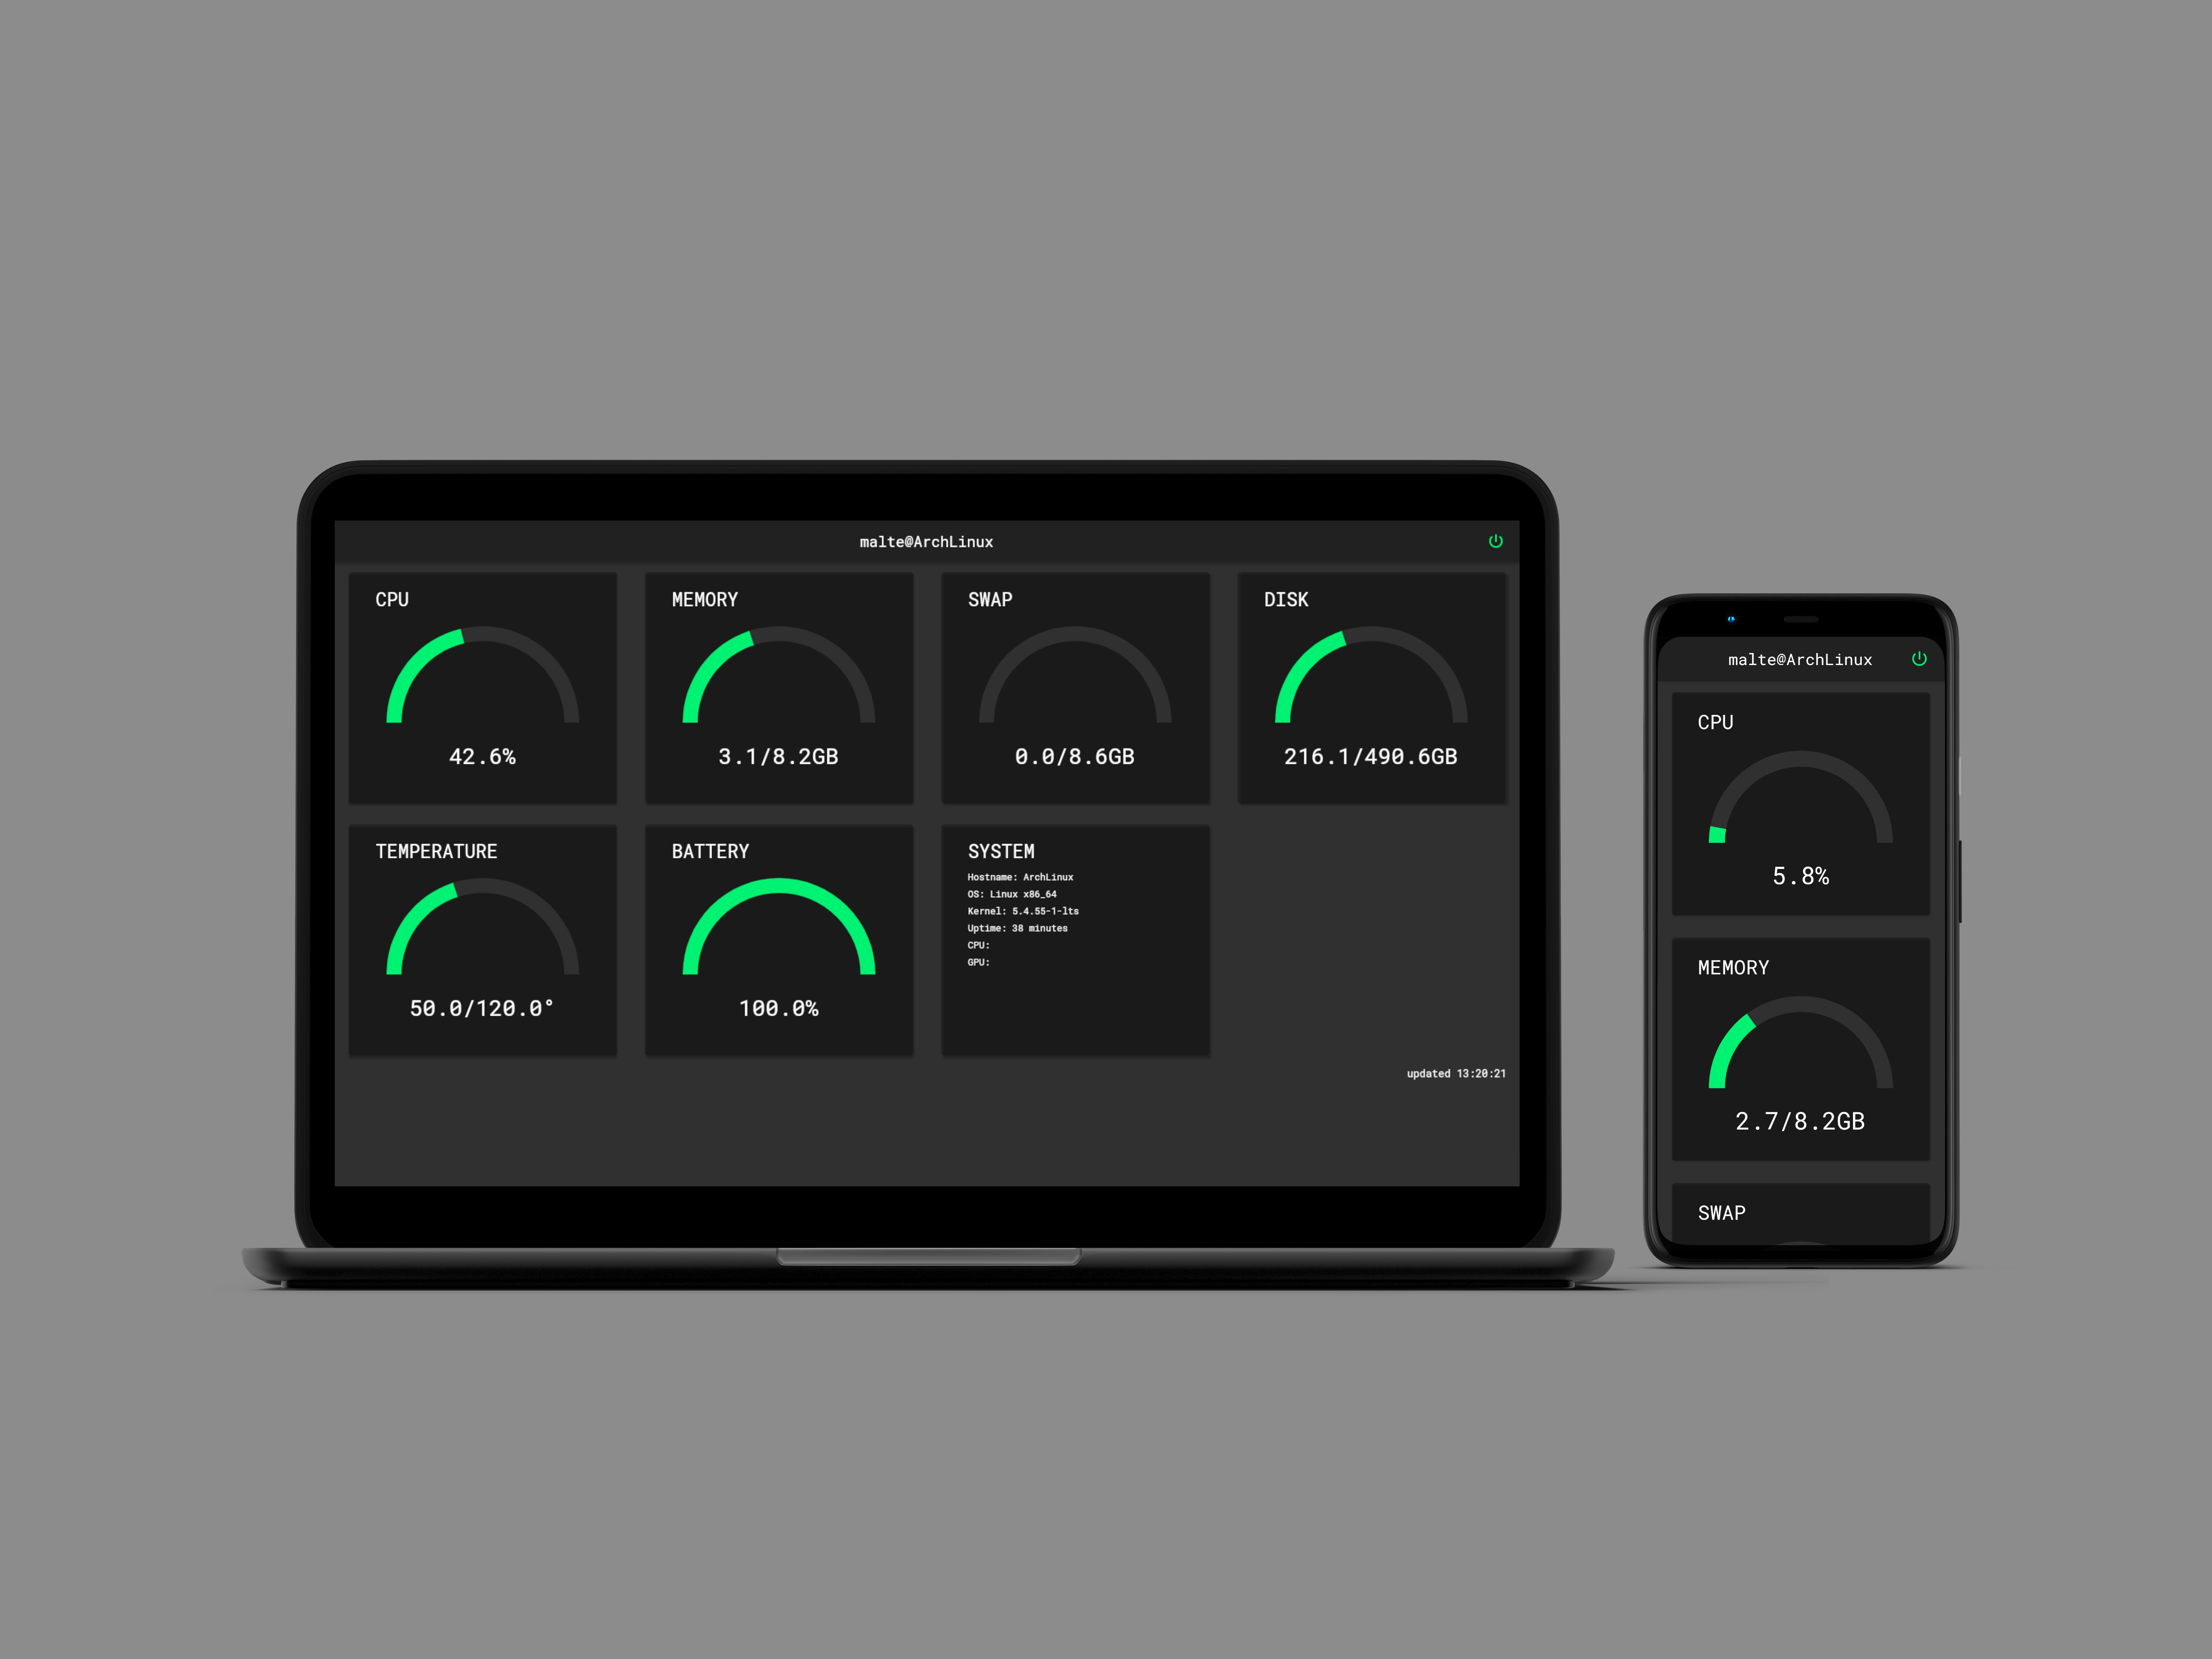 malte@ArchLinux
CPU
42.6%
MEMORY
3.1/8.2GB
SWAP
0.0/8.6GB
DISK
216.1/490.6GB
TEMPERATURE
50.0/120.0°
BATTERY
100.0%
SYSTEM
Hostname: ArchLinux
OS: Linux x86_64
Kernel: 5.4.55-1-lts
Uptime: 38 minutes
CPU:
GPU:
updated 13:20:21
malte@ArchLinux
CPU
5.8%
MEMORY
2.7/8.2GB
SWAP